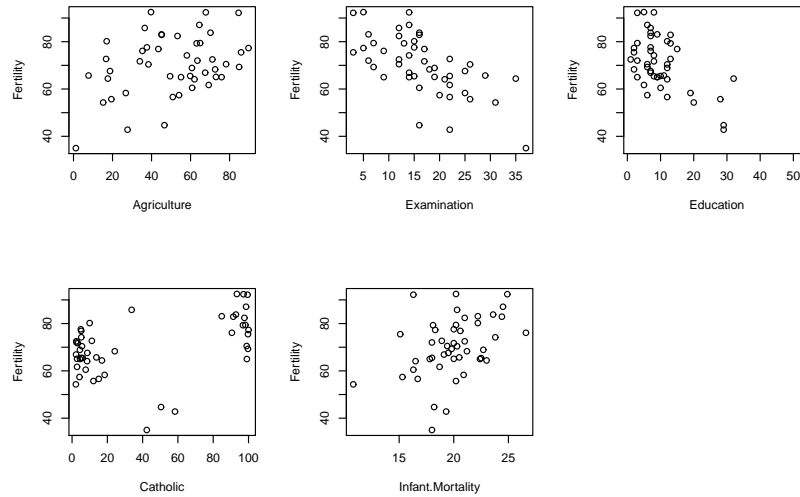 Fertility
40 60 80
0 20 40 60 80
Agriculture
Fertility
40 60 80
5 10 15 20 25 30 35
Examination
Fertility
40 60 80
0 10 20 30 40 50
Education
Fertility
40 60 80
0 20 40 60 80 100
Catholic
Fertility
40 60 80
15 20 25
Infant.Mortality